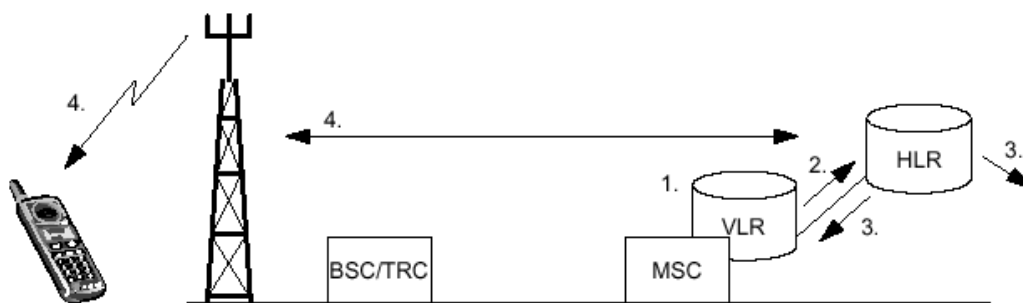 4.
4.
1.
2.
HLR
3.
VLR
3.
BSC/TRC
MSC